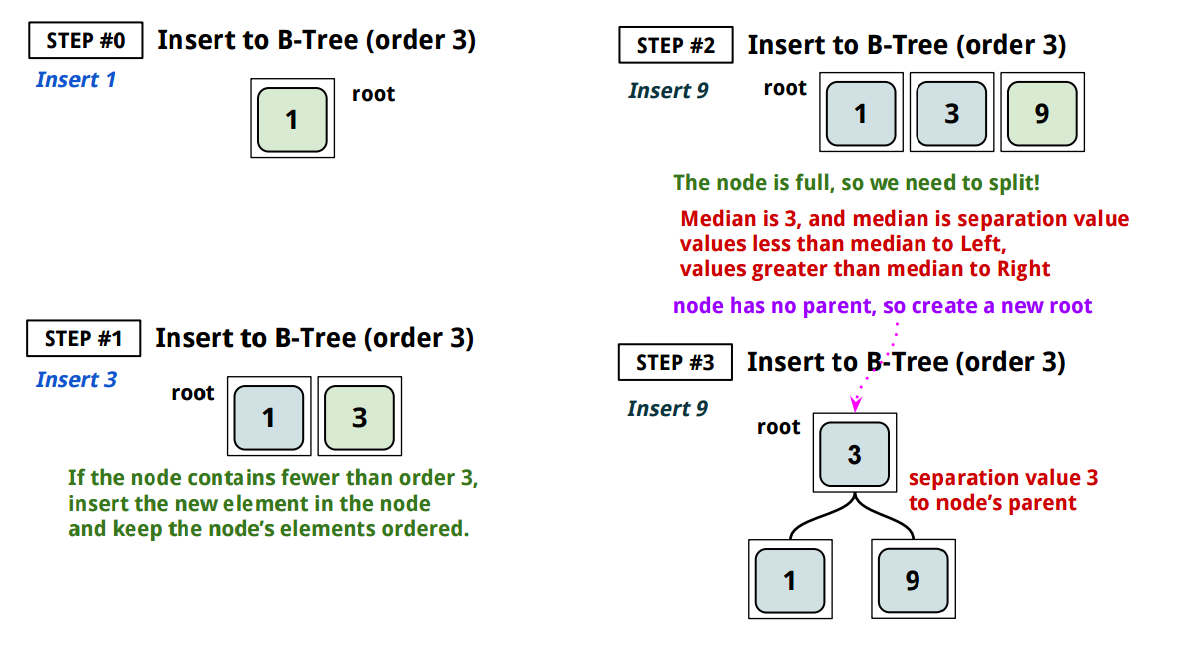 STEP #0
Insert to B-Tree (order 3)
Insert 1
1
root
STEP #1
Insert to B-Tree (order 3)
Insert 3
root
1
3
If the node contains fewer than order 3,
insert the new element in the node
and keep the node's elements ordered.
STEP #2
Insert to B-Tree (order 3)
Insert 9
root
1
3
9
The node is full, so we need to split!
Median is 3, and median is separation value
values less than median to Left,
values greater than median to Right
node has no parent, so create a new root
STEP #3
Insert to B-Tree (order 3)
Insert 9
root
3
separation value 3
to node's parent
1
9